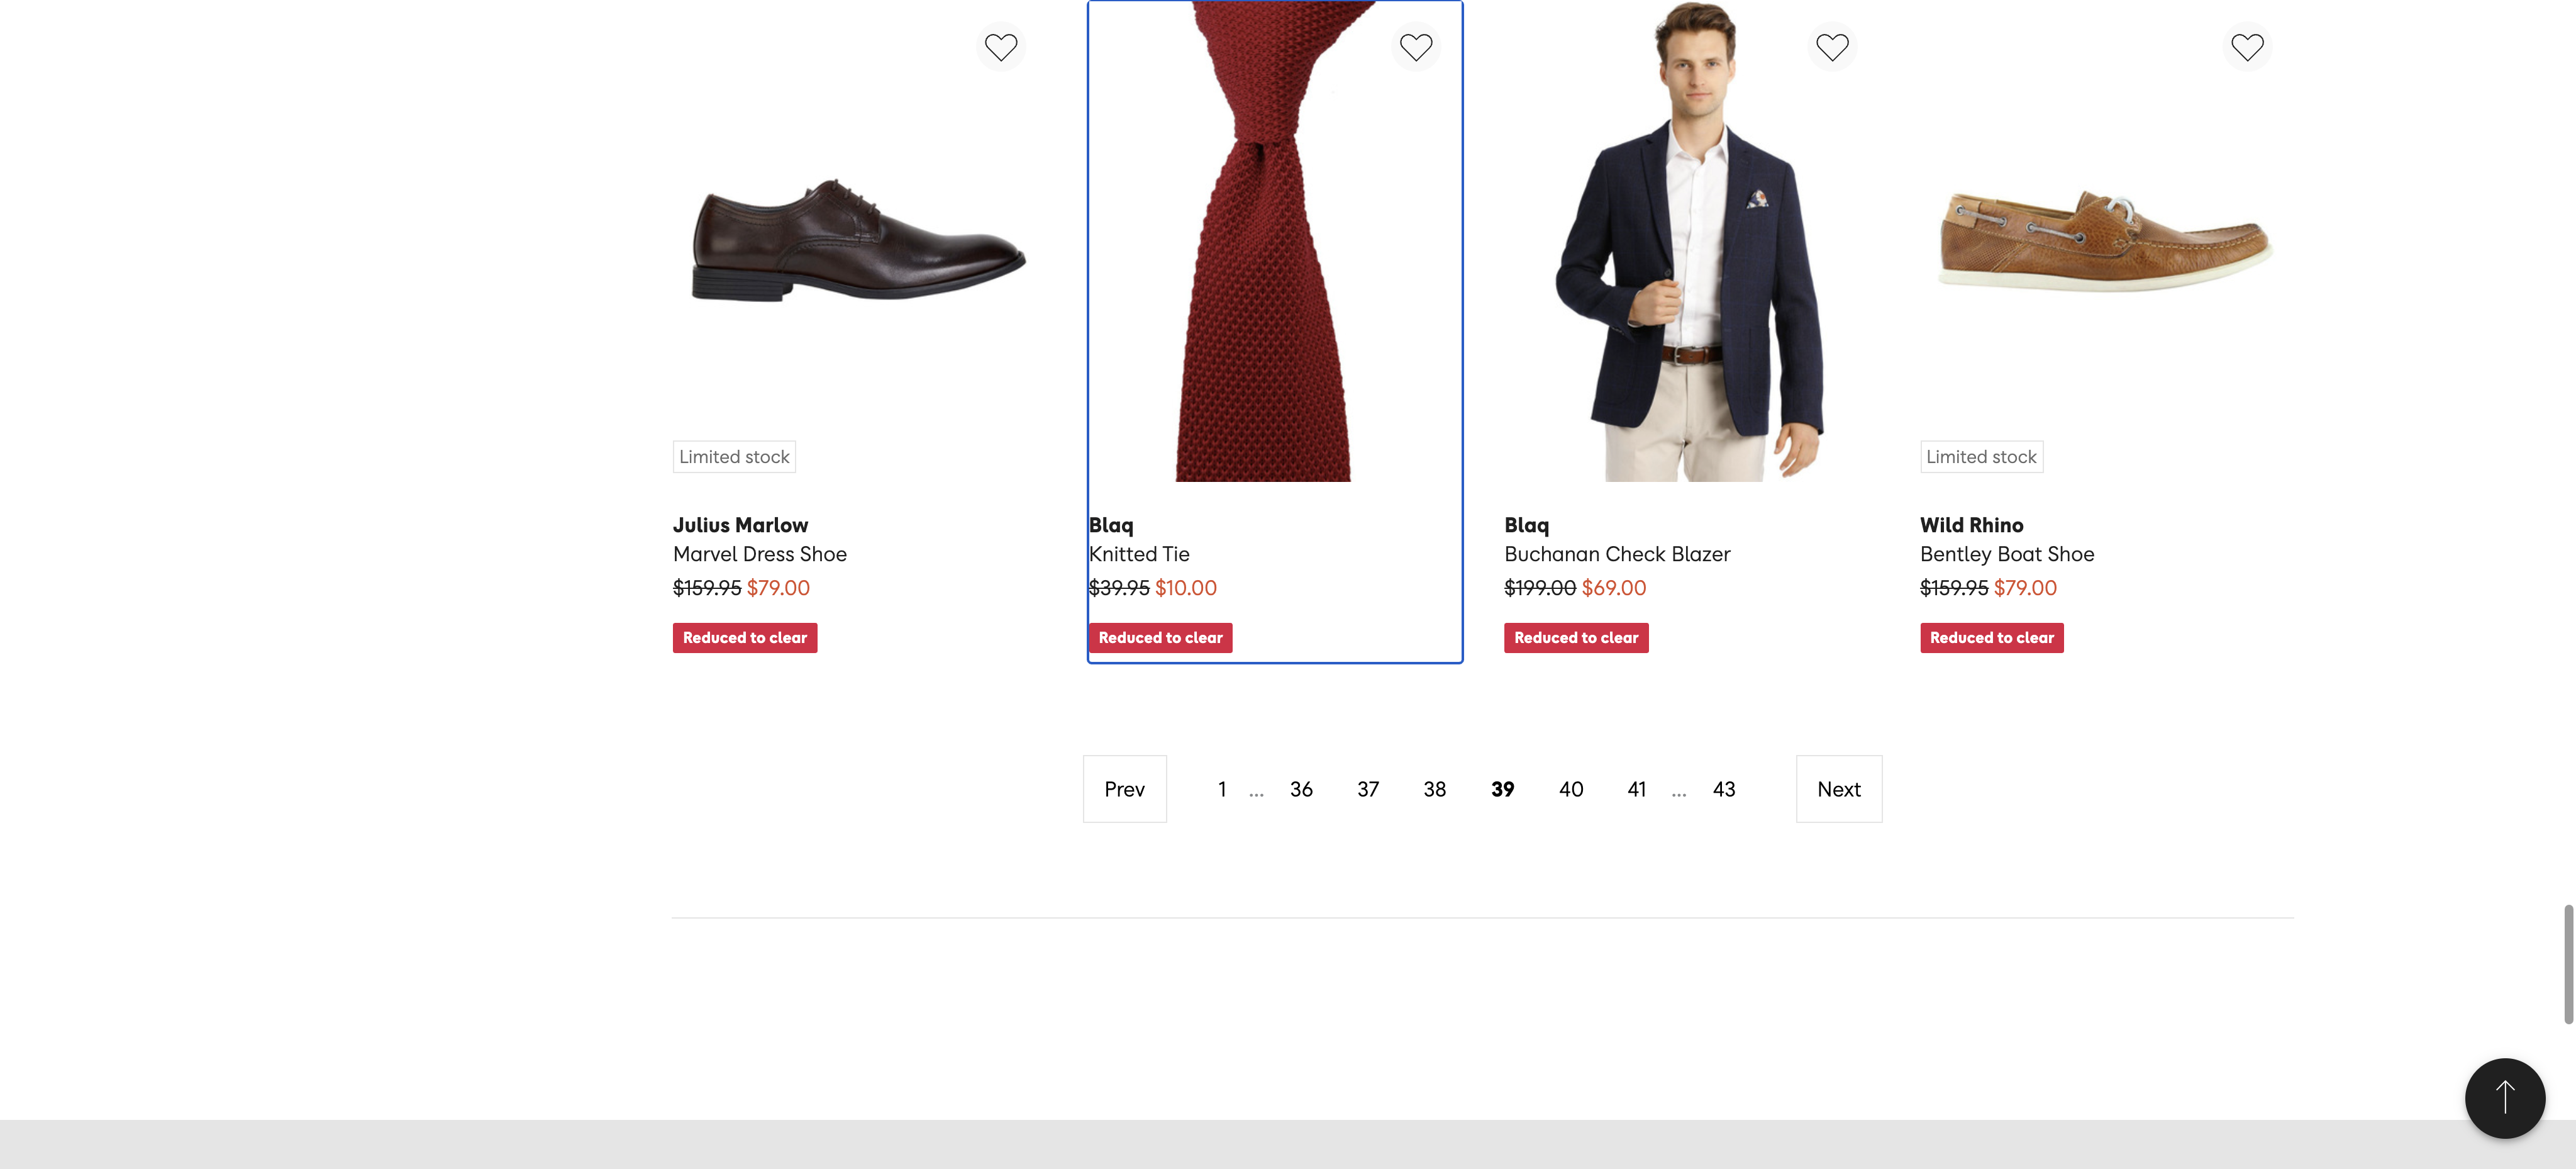 Limited stock
Julius Marlow
Marvel Dress Shoe
$159.95 $79.00
Reduced to clear
Blaq
Knitted Tie
$39.95 $10.00
Reduced to clear
Blaq
Buchanan Check Blazer
$199.00 $69.00
Reduced to clear
Limited stock
Wild Rhino
Bentley Boat Shoe
$159.95 $79.00
Reduced to clear
Prev 1 ... 36 37 38 39 40 41 ... 43 Next